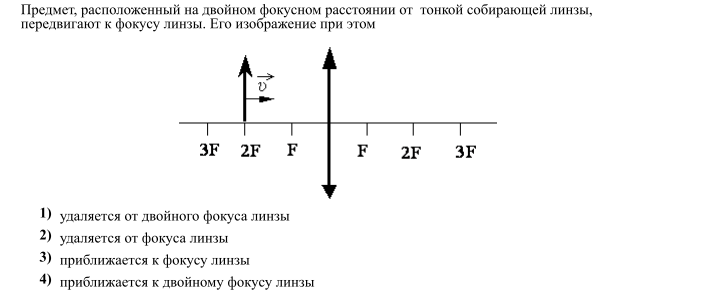 Предмет, расположенный на двойном фокусном расстоянии от тонкой собирающей линзы,
передвигают к фокусу линзы. Его изображение при этом
υ
3F 2F F F 2F 3F
1) удаляется от двойного фокуса линзы
2) удаляется от фокуса линзы
3) приближается к фокусу линзы
4) приближается к двойному фокусу линзы